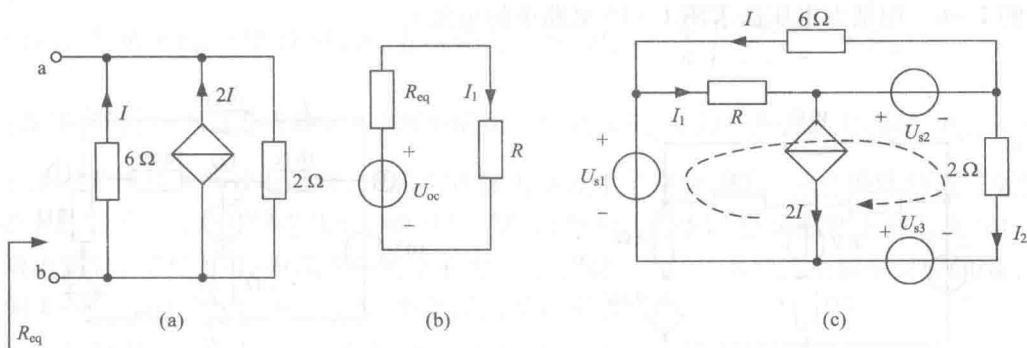 a
I
2I
6 Ω
2 Ω
b
R_eq
(a)
R_eq
I_1
R
+
U_oc
-
(b)
I
6 Ω
I_1
R
+
U_s2
-
+
U_s1
-
2I
2 Ω
+
U_s3
-
I_2
(c)